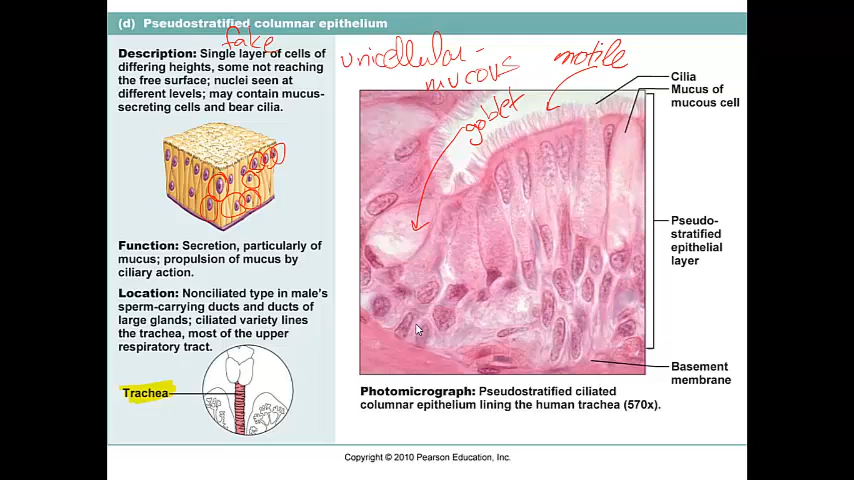 (d) Pseudostratified columnar epithelium
fake
Description: Single layer of cells of
differing heights, some not reaching
the free surface; nuclei seen at
different levels; may contain mucus-
secreting cells and bear cilia.
Function: Secretion, particularly of
mucus; propulsion of mucus by
ciliary action.
Location: Nonciliated type in male's
sperm-carrying ducts and ducts of
large glands; ciliated variety lines
the trachea, most of the upper
respiratory tract.
Trachea
unicellular -
mucous
goblet
motile
Cilia
Mucus of
mucous cell
Pseudo-
stratified
epithelial
layer
Basement
membrane
Photomicrograph: Pseudostratified ciliated
columnar epithelium lining the human trachea (570x).
Copyright © 2010 Pearson Education, Inc.